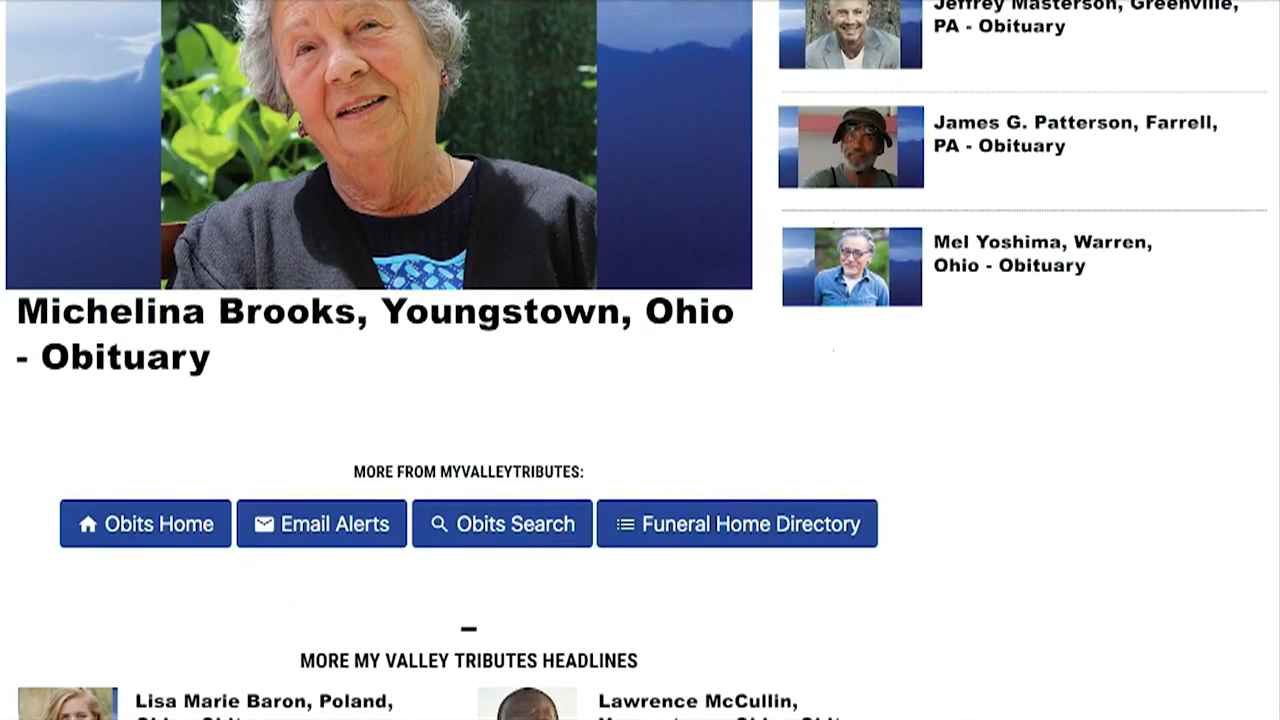 Jeffrey Masterson, Greenville,
PA - Obituary
James G. Patterson, Farrell,
PA - Obituary
Mel Yoshima, Warren,
Ohio - Obituary
Michelina Brooks, Youngstown, Ohio
- Obituary
MORE FROM MYVALLEYTRIBUTES:
Obits Home
Email Alerts
Obits Search
Funeral Home Directory
MORE MY VALLEY TRIBUTES HEADLINES
Lisa Marie Baron, Poland,
Lawrence McCullin,